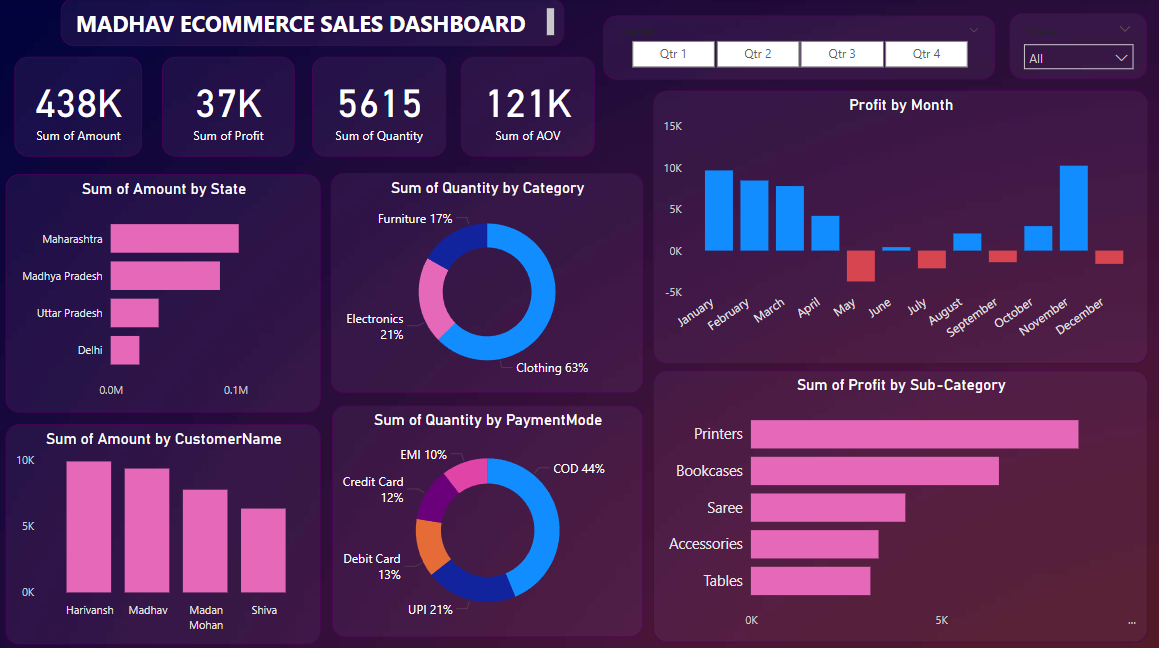 MADHAV ECOMMERCE SALES DASHBOARD
Qtr 1
Qtr 2
Qtr 3
Qtr 4
All
438K
Sum of Amount
37K
Sum of Profit
5615
Sum of Quantity
121K
Sum of AOV
Profit by Month
15K
10K
5K
0K
-5K
January
February
March
April
May
June
July
August
September
October
November
December
Sum of Amount by State
Maharashtra
Madhya Pradesh
Uttar Pradesh
Delhi
0.0M
0.1M
Sum of Quantity by Category
Furniture 17%
Electronics
21%
Clothing 63%
Sum of Profit by Sub-Category
Printers
Bookcases
Saree
Accessories
Tables
0K
5K
...
Sum of Amount by CustomerName
10K
5K
0K
Harivansh
Madhav
Madan
Mohan
Shiva
Sum of Quantity by PaymentMode
EMI 10%
COD 44%
Credit Card
12%
Debit Card
13%
UPI 21%